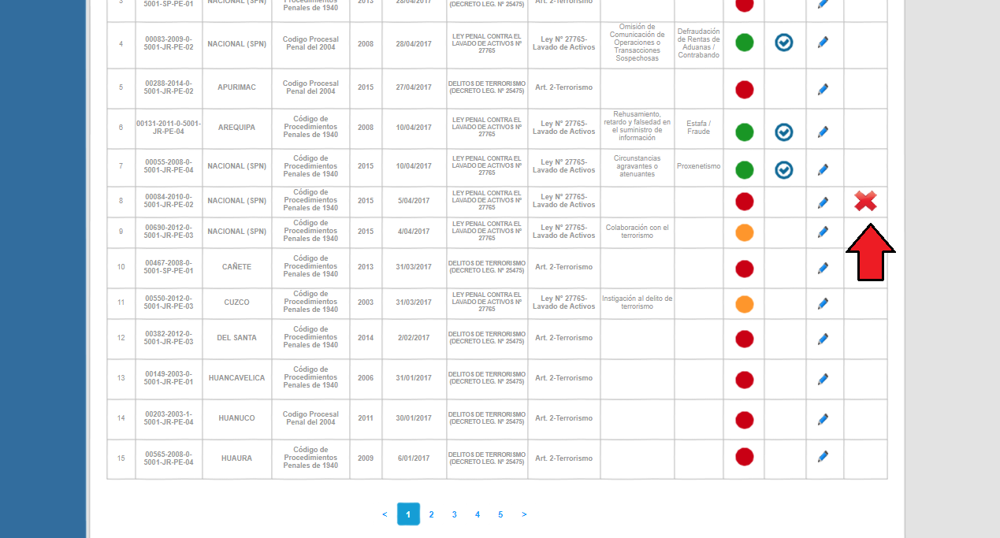 3 5001-SP-PE-01 NACIONAL (SPN) Procedimientos Penales de 1940 2013 28/04/2017 (DECRETO LEG. 25475) Art. 2-Terrorismo
4 00083-2009-0-5001-JR-PE-02 NACIONAL (SPN) Codigo Procesal Penal del 2004 2008 28/04/2017 LEY PENAL CONTRA EL LAVADO DE ACTIVOS Nº 27765 Ley N° 27765-Lavado de Activos Omisión de Comunicación de Operaciones o Transacciones Sospechosas Defraudación de Rentas de Aduanas / Contrabando
5 00288-2014-0-5001-JR-PE-02 APURIMAC Codigo Procesal Penal del 2004 2015 27/04/2017 DELITOS DE TERRORISMO (DECRETO LEG. Nº 25475) Art. 2-Terrorismo
6 00131-2011-0-5001-JR-PE-04 AREQUIPA Código de Procedimientos Penales de 1940 2008 10/04/2017 LEY PENAL CONTRA EL LAVADO DE ACTIVOS Nº 27765 Ley N° 27765-Lavado de Activos Rehusamiento, retardo y falsedad en el suministro de información Estafa / Fraude
7 00055-2008-0-5001-JR-PE-04 NACIONAL (SPN) Código de Procedimientos Penales de 1940 2015 10/04/2017 LEY PENAL CONTRA EL LAVADO DE ACTIVOS Nº 27765 Ley N° 27765-Lavado de Activos Circunstancias agravantes o atenuantes Proxenetismo
8 00084-2010-0-5001-JR-PE-02 NACIONAL (SPN) Código de Procedimientos Penales de 1940 2015 5/04/2017 LEY PENAL CONTRA EL LAVADO DE ACTIVOS Nº 27765 Ley N° 27765-Lavado de Activos
9 00690-2012-0-5001-JR-PE-03 NACIONAL (SPN) Código de Procedimientos Penales de 1940 2015 4/04/2017 LEY PENAL CONTRA EL LAVADO DE ACTIVOS Nº 27765 Ley N° 27765-Lavado de Activos Colaboración con el terrorismo
10 00467-2008-0-5001-SP-PE-01 CAÑETE Código de Procedimientos Penales de 1940 2013 31/03/2017 DELITOS DE TERRORISMO (DECRETO LEG. Nº 25475) Art. 2-Terrorismo
11 00550-2012-0-5001-JR-PE-03 CUZCO Código de Procedimientos Penales de 1940 2003 31/03/2017 LEY PENAL CONTRA EL LAVADO DE ACTIVOS Nº 27765 Ley N° 27765-Lavado de Activos Instigación al delito de terrorismo
12 00382-2012-0-5001-JR-PE-03 DEL SANTA Código de Procedimientos Penales de 1940 2014 2/02/2017 DELITOS DE TERRORISMO (DECRETO LEG. Nº 25475) Art. 2-Terrorismo
13 00149-2003-0-5001-JR-PE-01 HUANCAVELICA Código de Procedimientos Penales de 1940 2006 31/01/2017 DELITOS DE TERRORISMO (DECRETO LEG. Nº 25475) Art. 2-Terrorismo
14 00203-2003-1-5001-JR-PE-04 HUANUCO Codigo Procesal Penal del 2004 2011 30/01/2017 DELITOS DE TERRORISMO (DECRETO LEG. Nº 25475) Art. 2-Terrorismo
15 00565-2008-0-5001-JR-PE-04 HUAURA Código de Procedimientos Penales de 1940 2009 6/01/2017 DELITOS DE TERRORISMO (DECRETO LEG. Nº 25475) Art. 2-Terrorismo
< 1 2 3 4 5 >